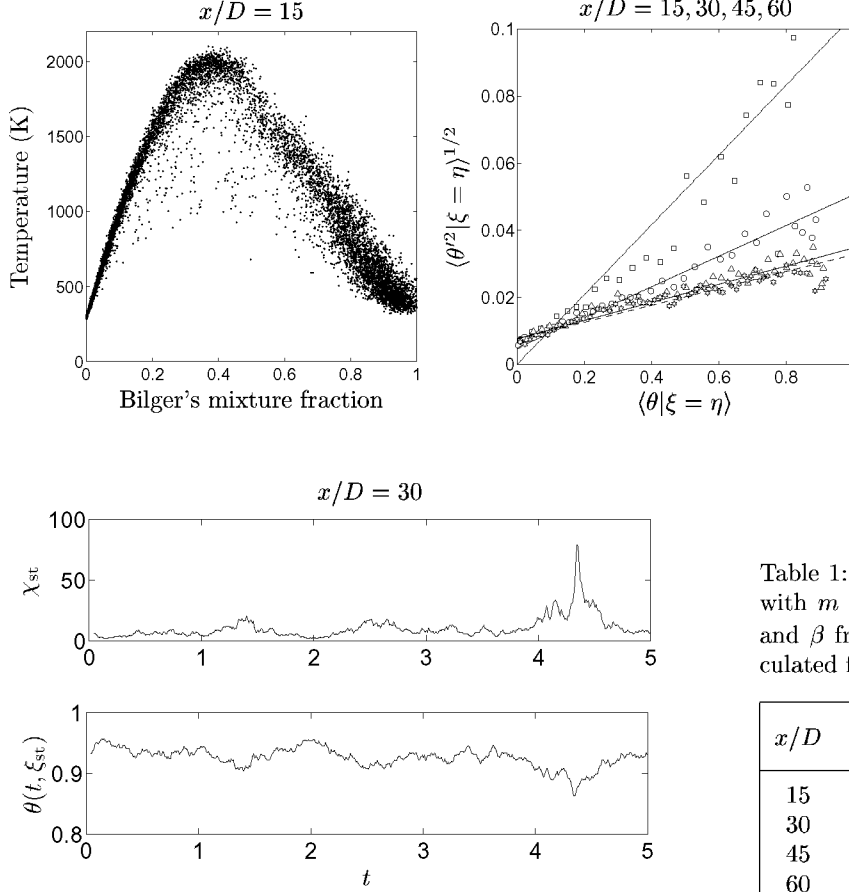 x/D = 15
2000
1500
1000
500
0
Temperature (K)
0 0.2 0.4 0.6 0.8 1
Bilger's mixture fraction
x/D = 15, 30, 45, 60
0.1
0.08
0.06
0.04
0.02
0
⟨θ′²|ξ = η⟩^{1/2}
0 0.2 0.4 0.6 0.8
⟨θ|ξ = η⟩
x/D = 30
100
50
0
χ_st
0 1 2 3 4 5
1
0.9
0.8
θ(t, ξ_st)
0 1 2 3 4 5
t
Table 1:
with m
and β fr
culated f
x/D
15
30
45
60